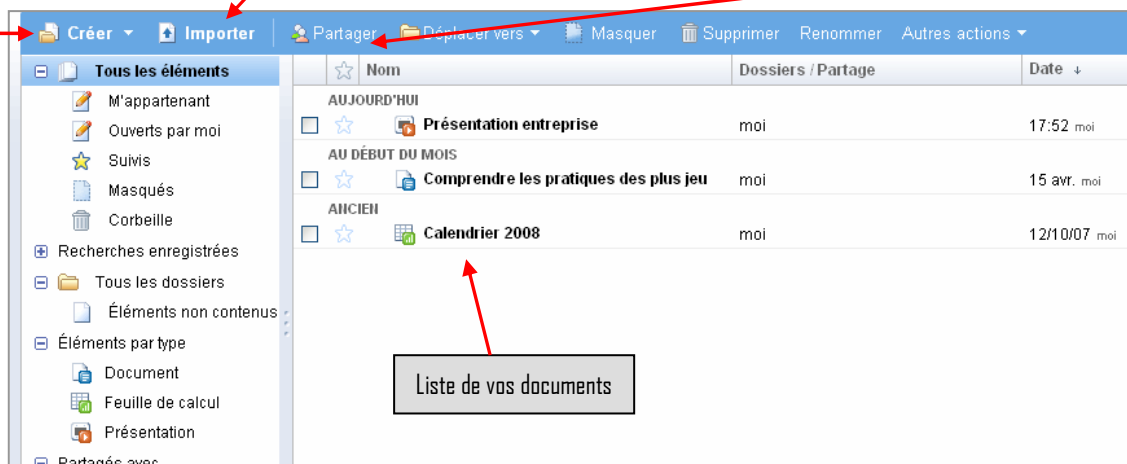 Créer Importer Partager Déplacer vers Masquer Supprimer Renommer Autres actions
Tous les éléments
M'appartenant
Ouverts par moi
Suivis
Masqués
Corbeille
Recherches enregistrées
Tous les dossiers
Éléments non contenus
Éléments par type
Document
Feuille de calcul
Présentation
Partagés avec
Nom Dossiers / Partage Date
AUJOURD'HUI
Présentation entreprise moi 17:52 moi
AU DÉBUT DU MOIS
Comprendre les pratiques des plus jeu moi 15 avr. moi
ANCIEN
Calendrier 2008 moi 12/10/07 moi
Liste de vos documents